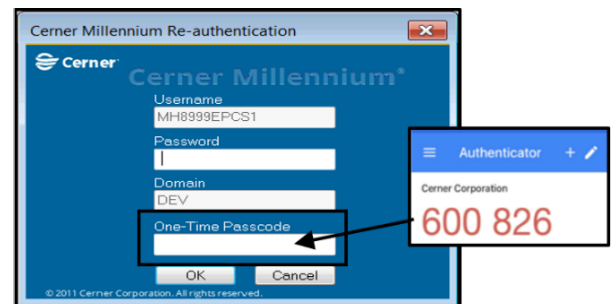 Cerner Millennium Re-authentication
Cerner
Cerner Millennium®
Username
MH8999EPCS1
Password
Domain
DEV
One-Time Passcode
OK Cancel
© 2011 Cerner Corporation. All rights reserved.
Authenticator
Cerner Corporation
600 826